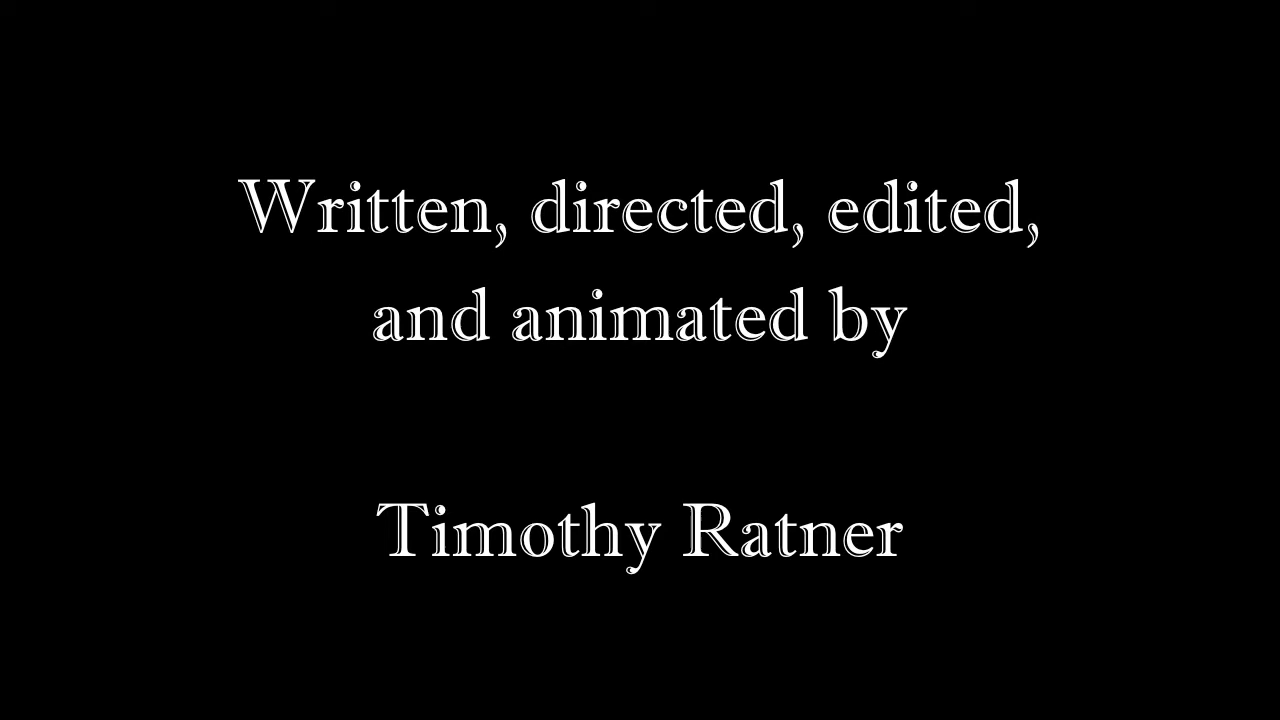 Written, directed, edited,
and animated by
Timothy Ratner